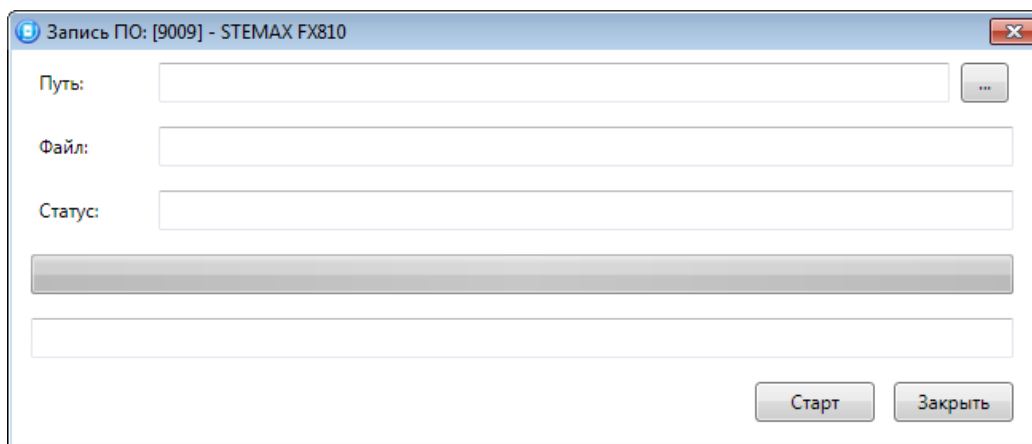 Запись ПО: [9009] - STEMAX FX810
Путь:
...
Файл:
Статус:
Старт Закрыть